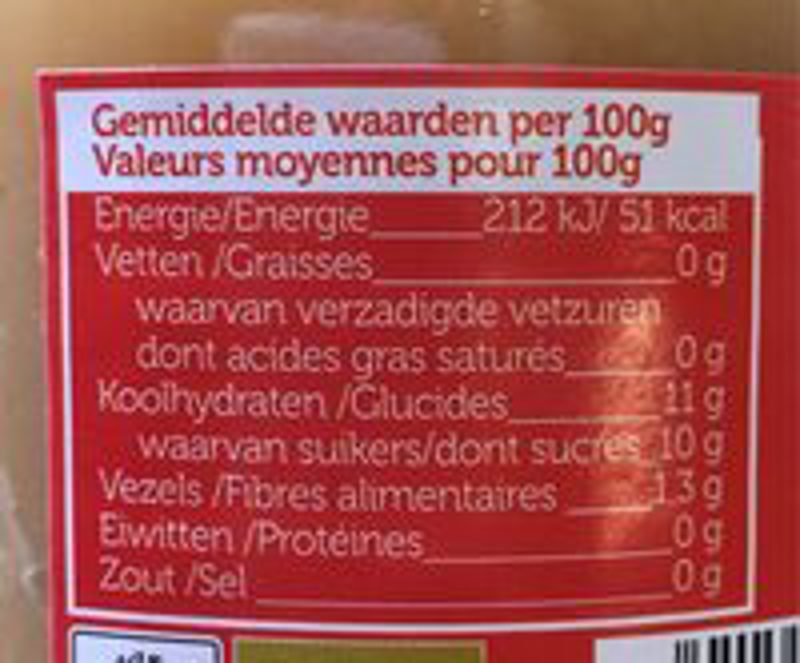 Gemiddelde waarden per 100g
Valeurs moyennes pour 100g
Energie/Energie 212 kJ/ 51 kcal
Vetten /Graisses 0 g
waarvan verzadigde vetzuren
dont acides gras saturés 0 g
Koolhydraten /Glucides 11 g
waarvan suikers/dont sucres 10 g
Vezels /Fibres alimentaires 1.3 g
Eiwitten /Protéines 0 g
Zout /Sel 0 g